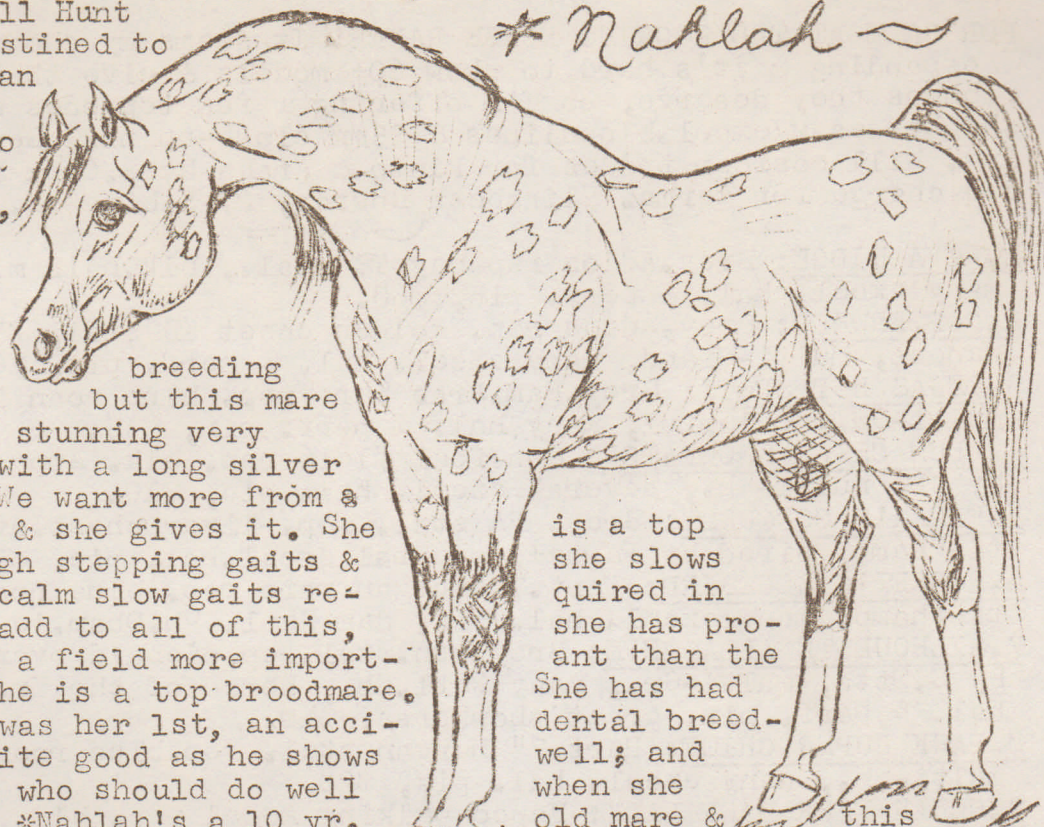 ll Hunt
* Nahlah
stined to
an
o
,
breeding
but this mare
stunning very
with a long silver
We want more from a
& she gives it. She is a top
gh stepping gaits & she slows
calm slow gaits re- quired in
add to all of this, she has pro-
a field more import- ant than the
he is a top broodmare. She has had
was her 1st, an acci- dental breed-
ite good as he shows well; and
who should do well when she
*Nahlah's a 10 yr. old mare & this